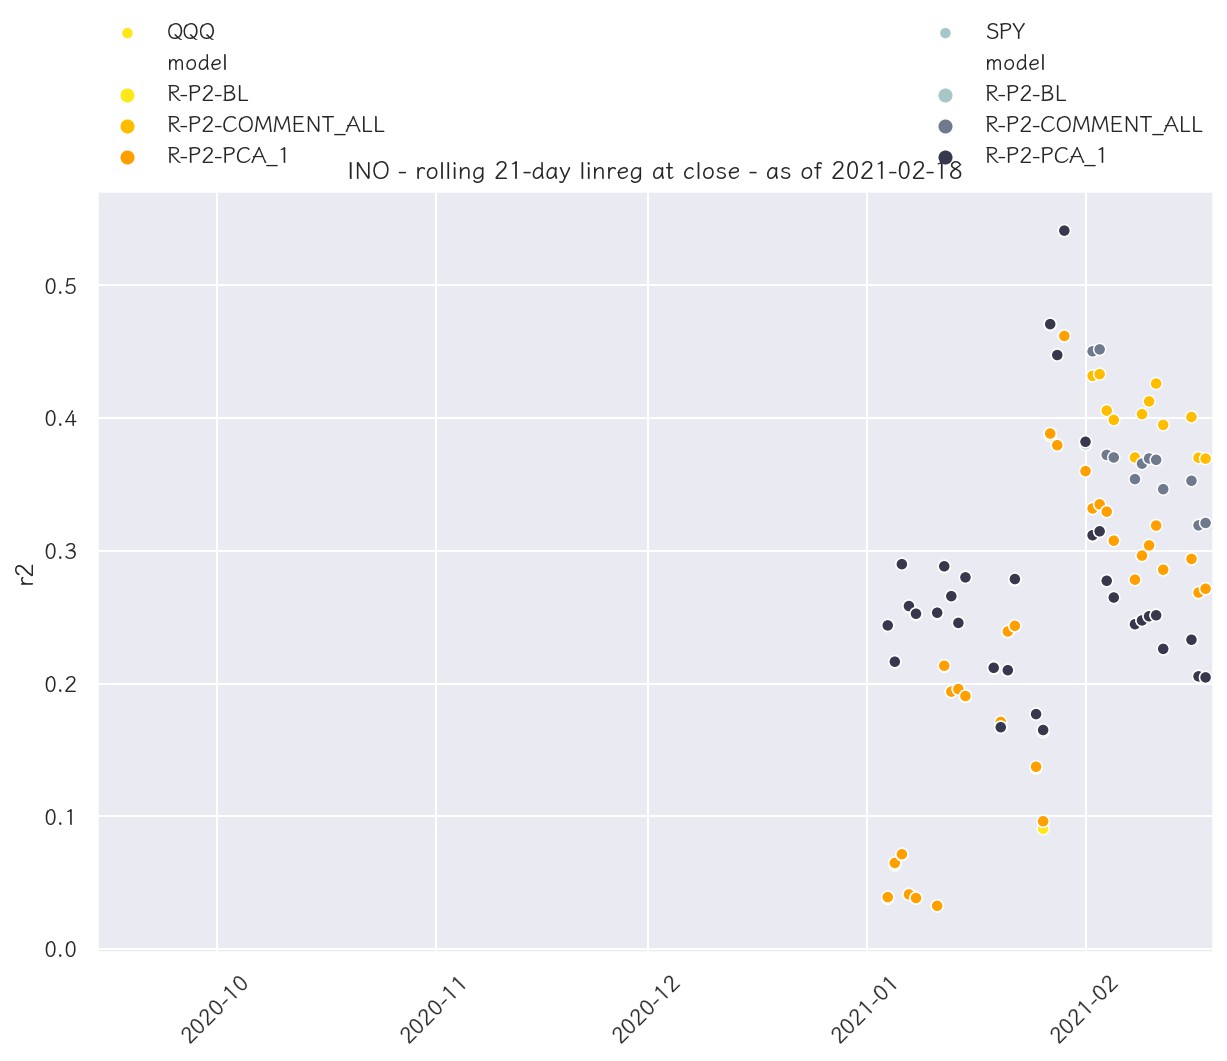 QQQ
model
R-P2-BL
R-P2-COMMENT_ALL
R-P2-PCA_1
SPY
model
R-P2-BL
R-P2-COMMENT_ALL
R-P2-PCA_1
INO - rolling 21-day linreg at close - as of 2021-02-18
r2
0.5
0.4
0.3
0.2
0.1
0.0
2020-10
2020-11
2020-12
2021-01
2021-02